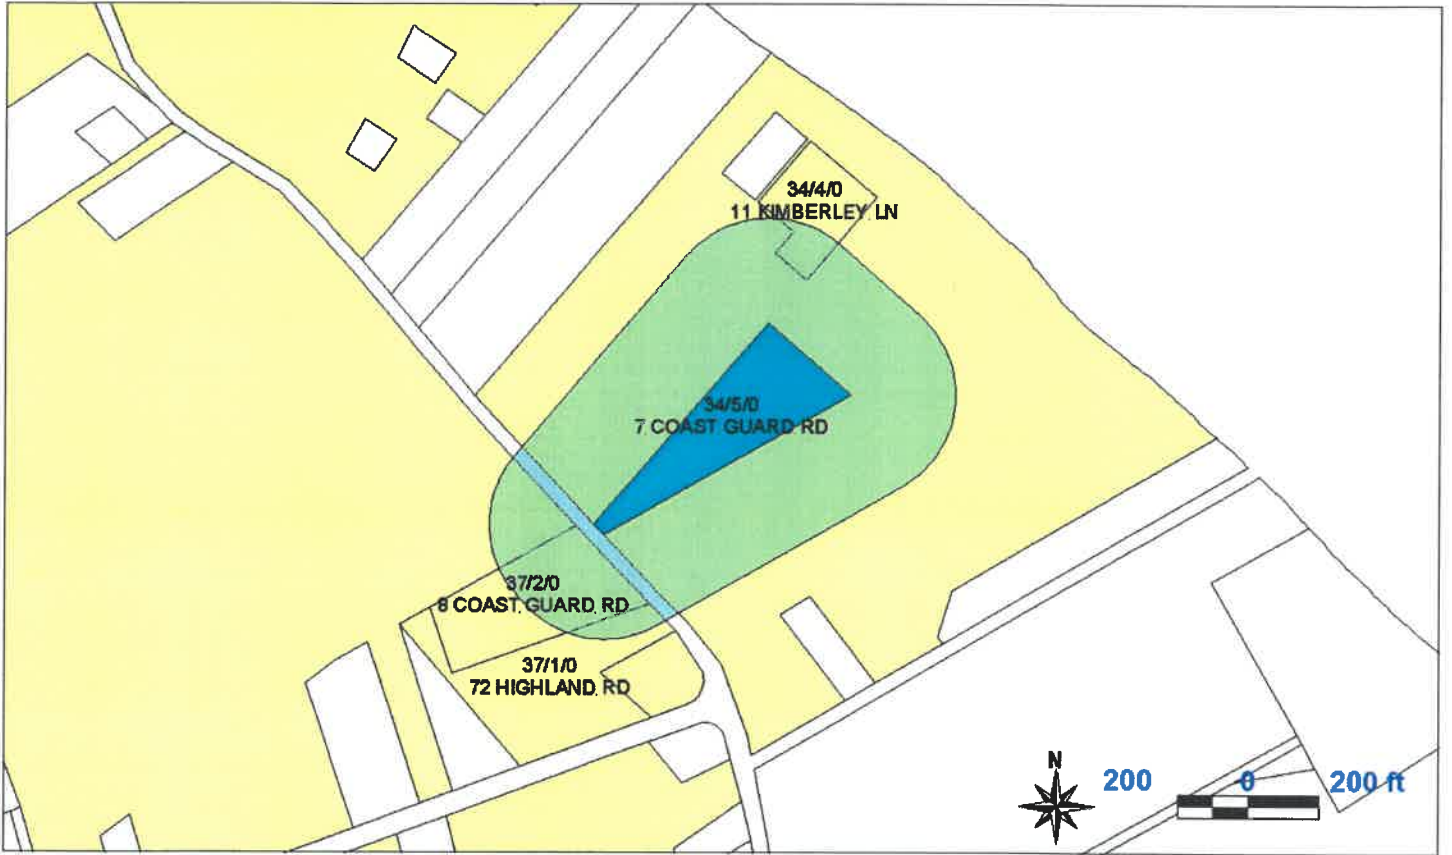 34/4/0
11 KIMBERLEY LN
34/5/0
7 COAST GUARD RD
37/2/0
8 COAST GUARD RD
37/1/0
72 HIGHLAND RD
N
200 0 200 ft